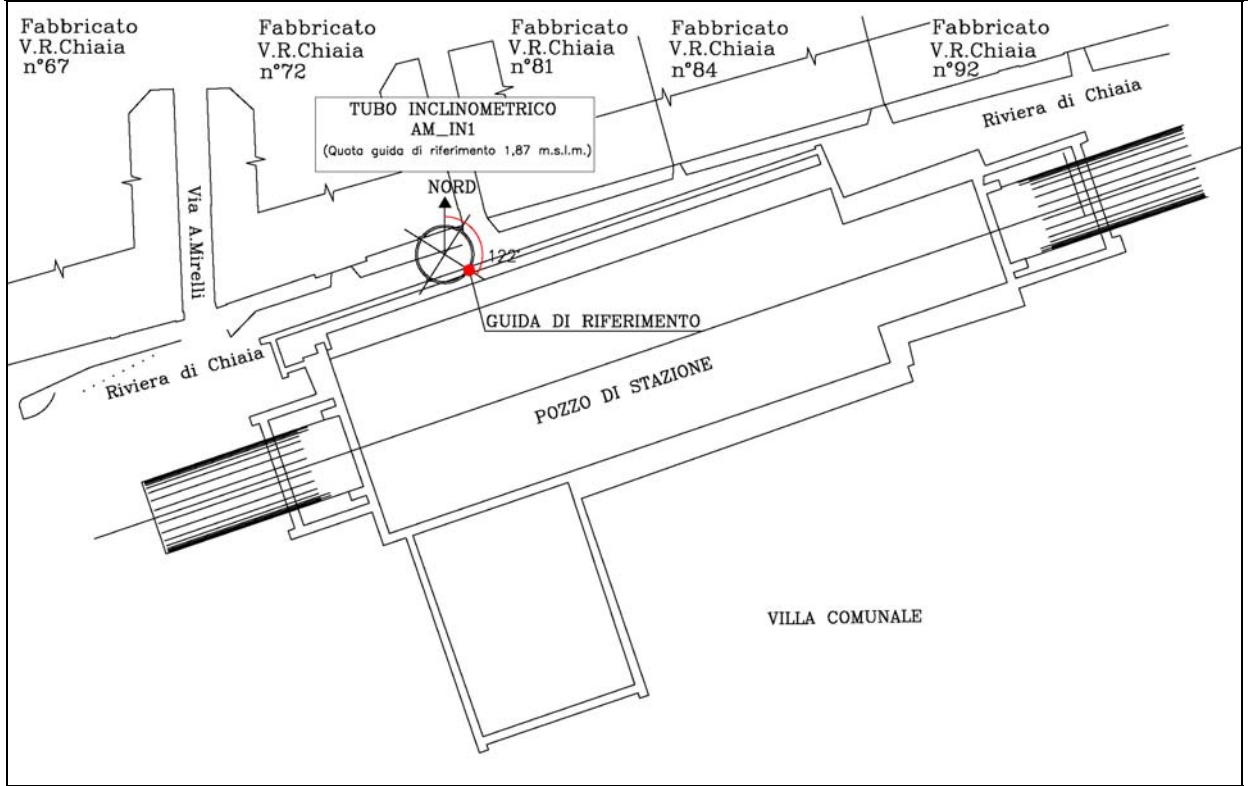 Fabbricato
V.R.Chiaia
n°67
Fabbricato
V.R.Chiaia
n°72
Fabbricato
V.R.Chiaia
n°81
Fabbricato
V.R.Chiaia
n°84
Fabbricato
V.R.Chiaia
n°92
TUBO INCLINOMETRICO
AM_IN1
(Quota guida di riferimento 1,87 m.s.l.m.)
Riviera di Chiaia
NORD
Via A.Mirelli
122°
GUIDA DI RIFERIMENTO
Riviera di Chiaia
POZZO DI STAZIONE
VILLA COMUNALE